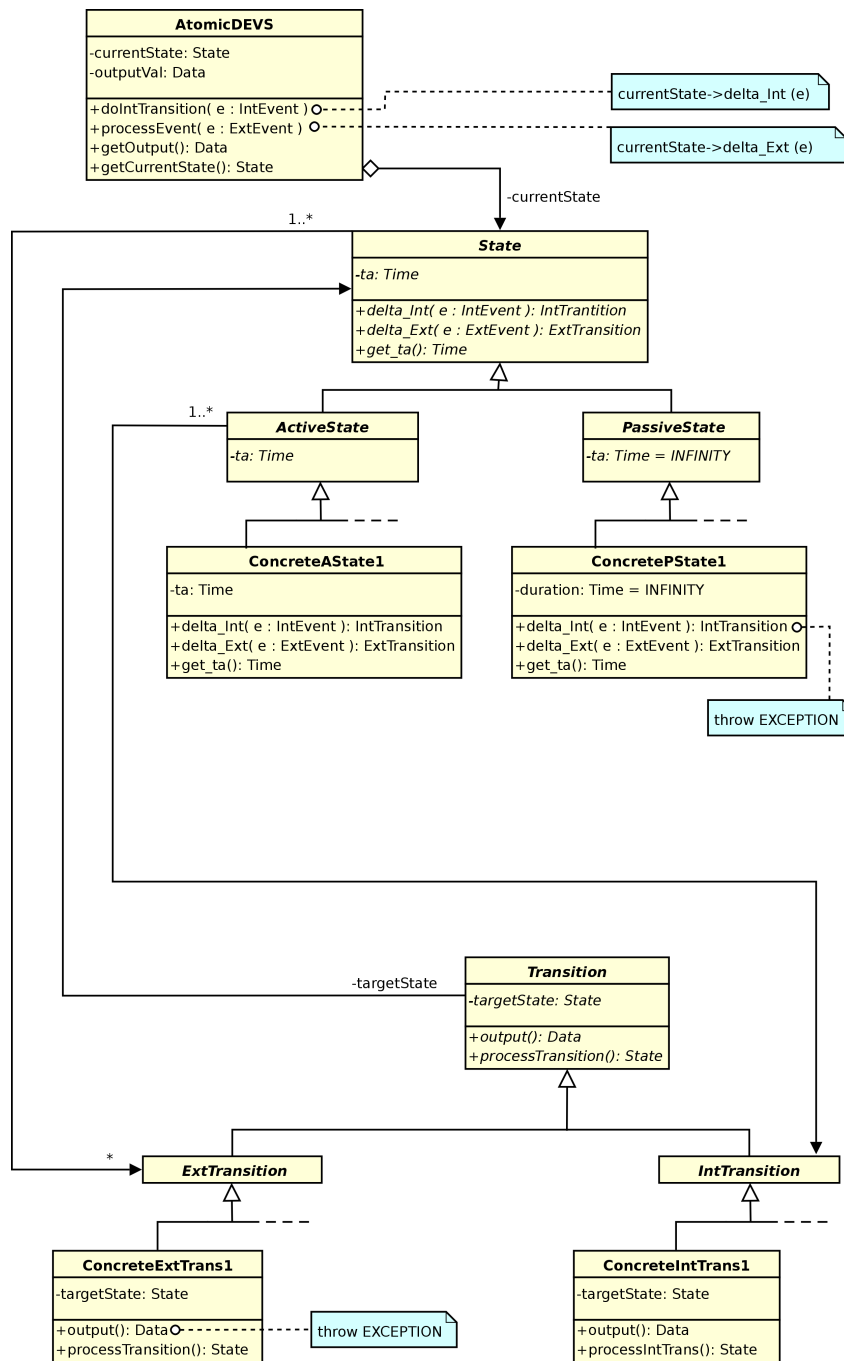 AtomicDEVS
-currentState: State
-outputVal: Data
+doIntTransition( e : IntEvent )
+processEvent( e : ExtEvent )
+getOutput(): Data
+getCurrentState(): State
currentState->delta_Int (e)
currentState->delta_Ext (e)
-currentState
1..*
State
-ta: Time
+delta_Int( e : IntEvent ): IntTrantition
+delta_Ext( e : ExtEvent ): ExtTransition
+get_ta(): Time
1..*
ActiveState
-ta: Time
PassiveState
-ta: Time = INFINITY
ConcreteAState1
-ta: Time
+delta_Int( e : IntEvent ): IntTransition
+delta_Ext( e : ExtEvent ): ExtTransition
+get_ta(): Time
ConcretePState1
-duration: Time = INFINITY
+delta_Int( e : IntEvent ): IntTransition
+delta_Ext( e : ExtEvent ): ExtTransition
+get_ta(): Time
throw EXCEPTION
-targetState
Transition
-targetState: State
+output(): Data
+processTransition(): State
*
ExtTransition
IntTransition
ConcreteExtTrans1
-targetState: State
+output(): Data
+processTransition(): State
throw EXCEPTION
ConcreteIntTrans1
-targetState: State
+output(): Data
+processIntTrans(): State